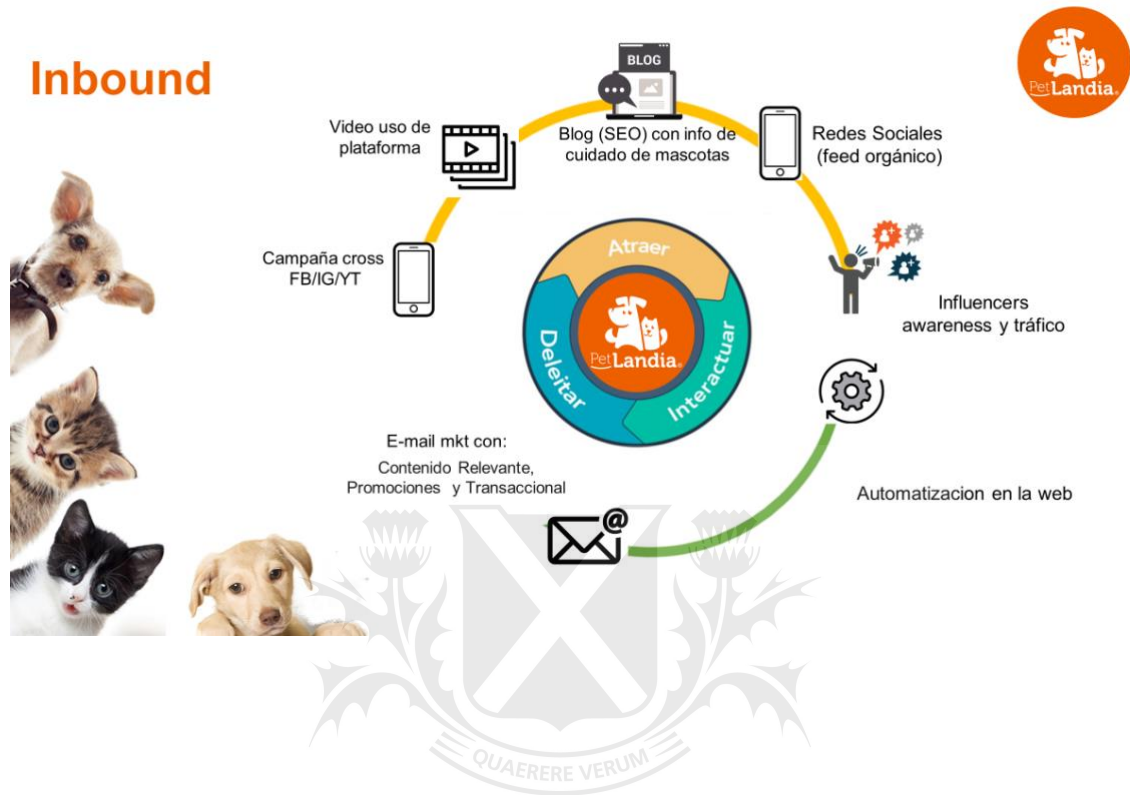 Inbound
PetLandia®
BLOG
Video uso de
plataforma
Blog (SEO) con info de
cuidado de mascotas
Redes Sociales
(feed orgánico)
Campaña cross
FB/IG/YT
Atraer
Interactuar
Deleitar
PetLandia®
Influencers
awareness y tráfico
E-mail mkt con:
Contenido Relevante,
Promociones y Transaccional
@
Automatizacion en la web
QUAERERE VERUM